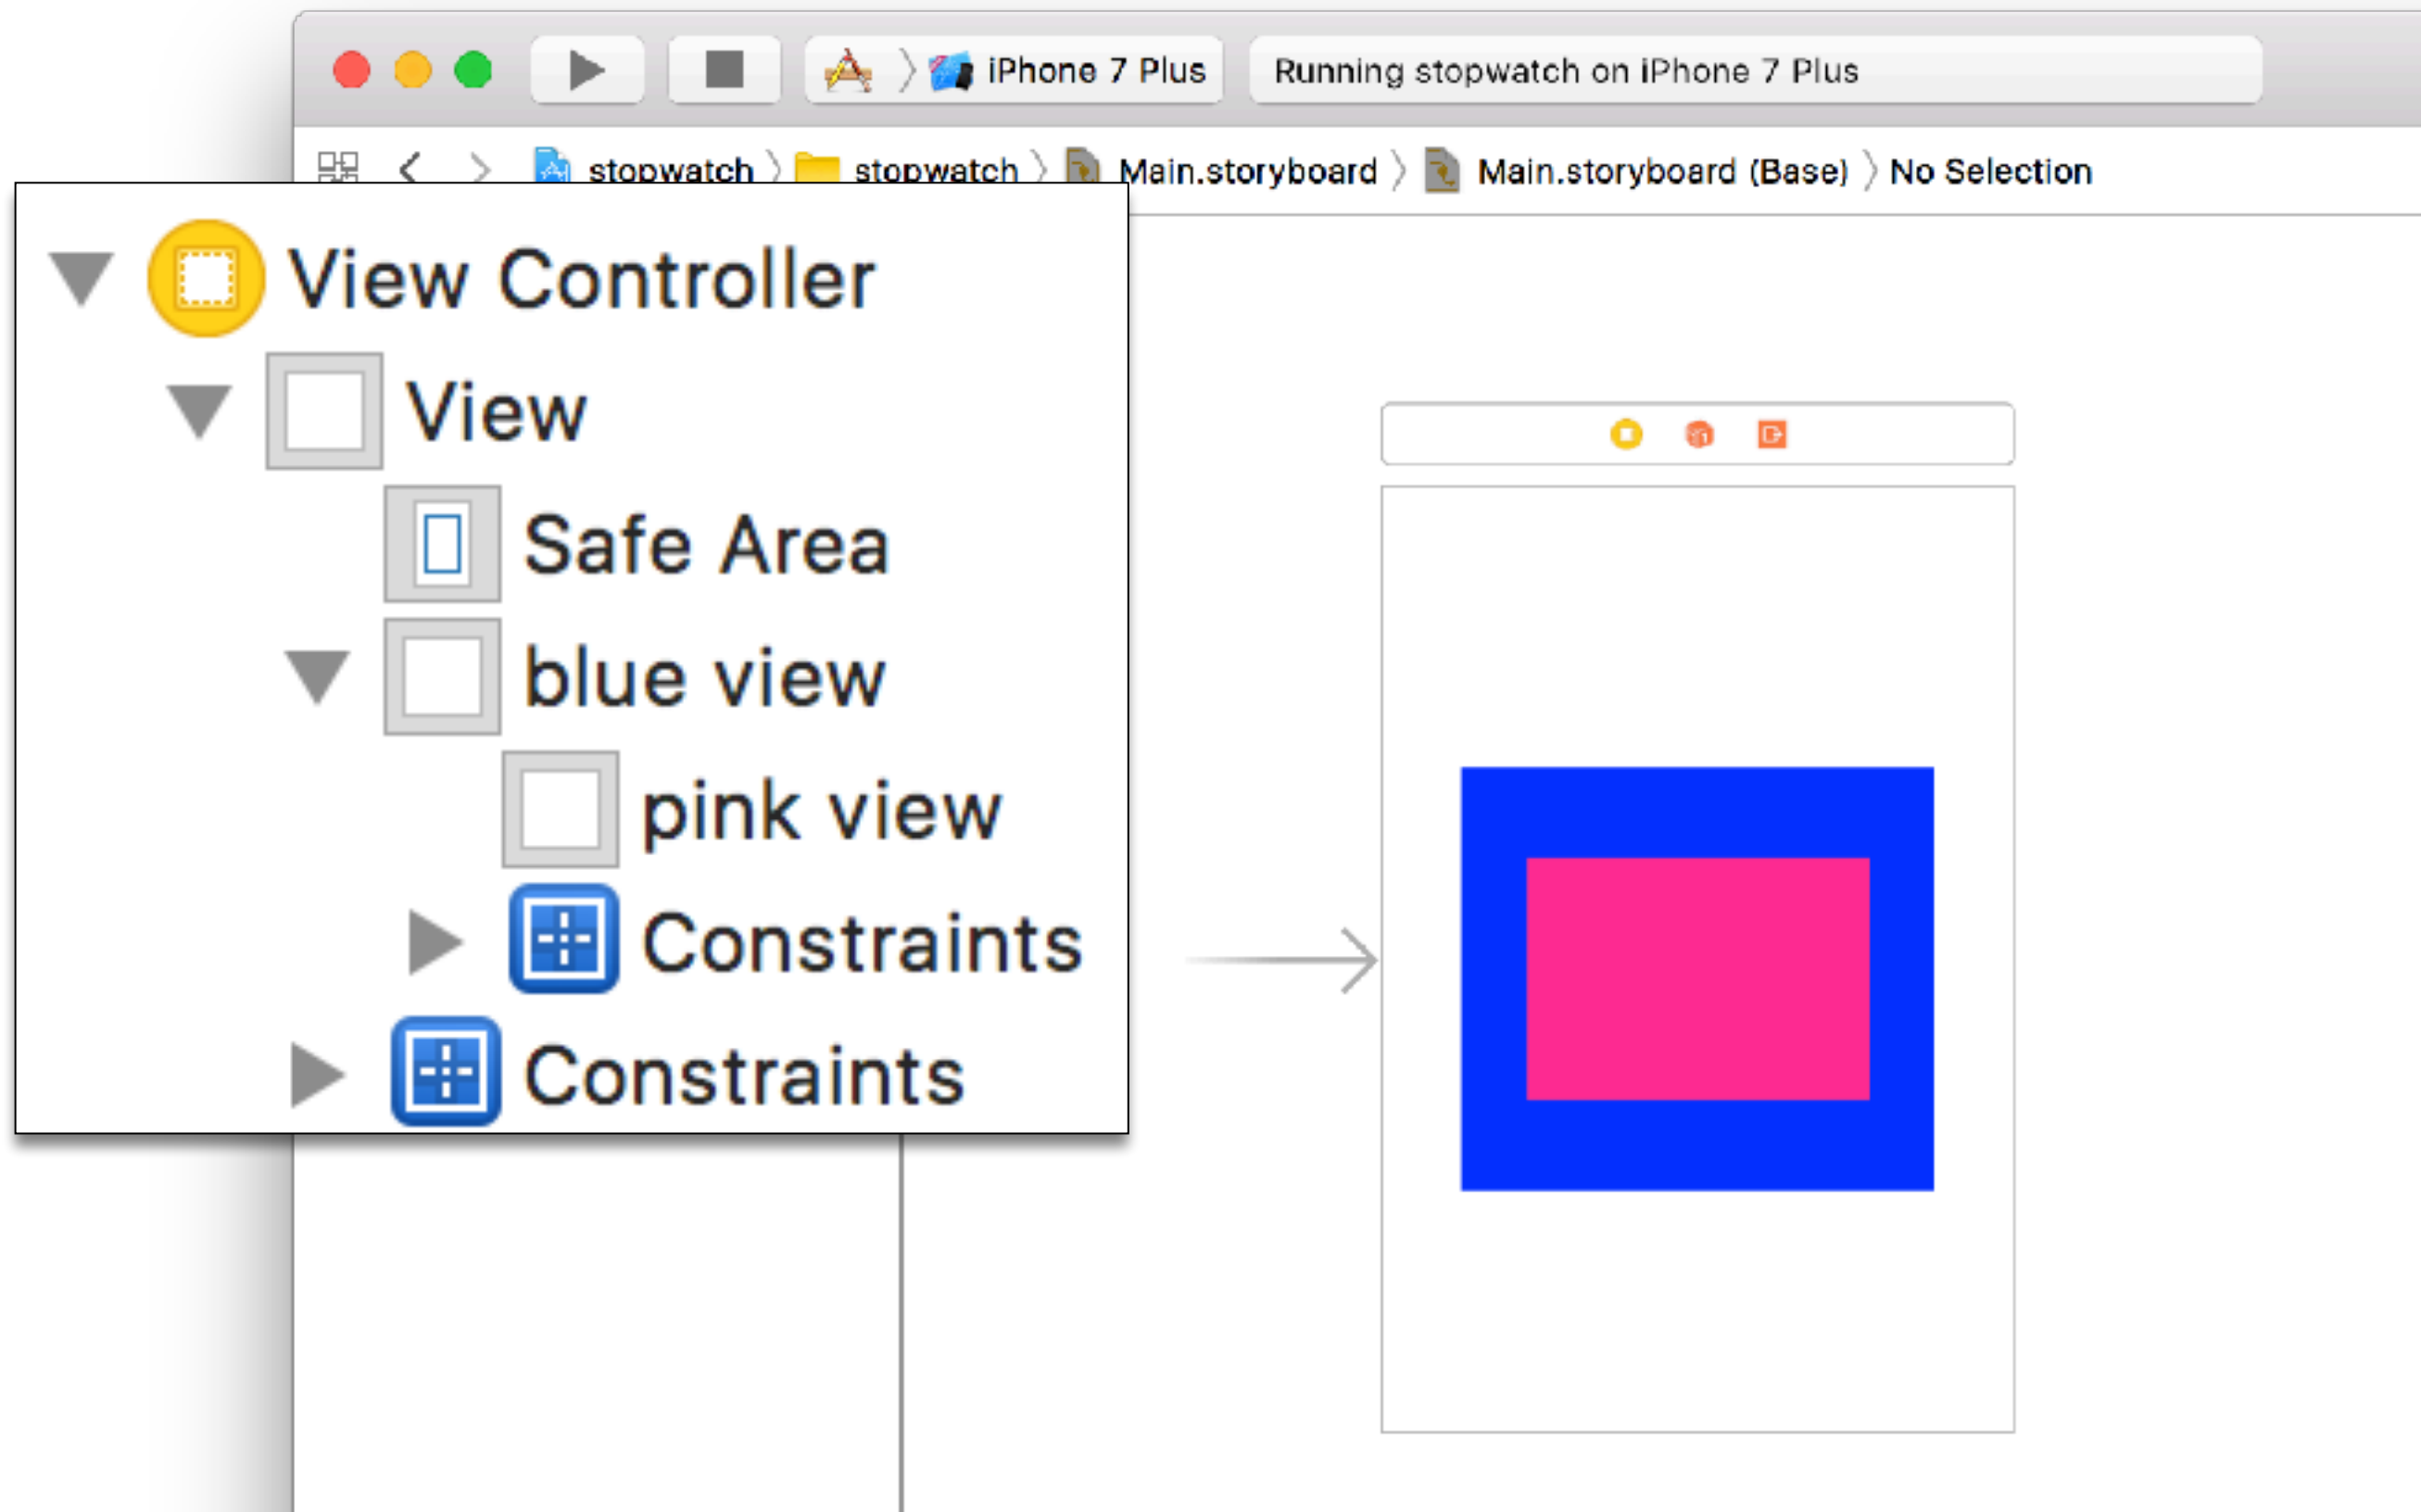 iPhone 7 Plus
Running stopwatch on iPhone 7 Plus
stopwatch stopwatch Main.storyboard Main.storyboard (Base) No Selection
View Controller
View
Safe Area
blue view
pink view
Constraints
Constraints